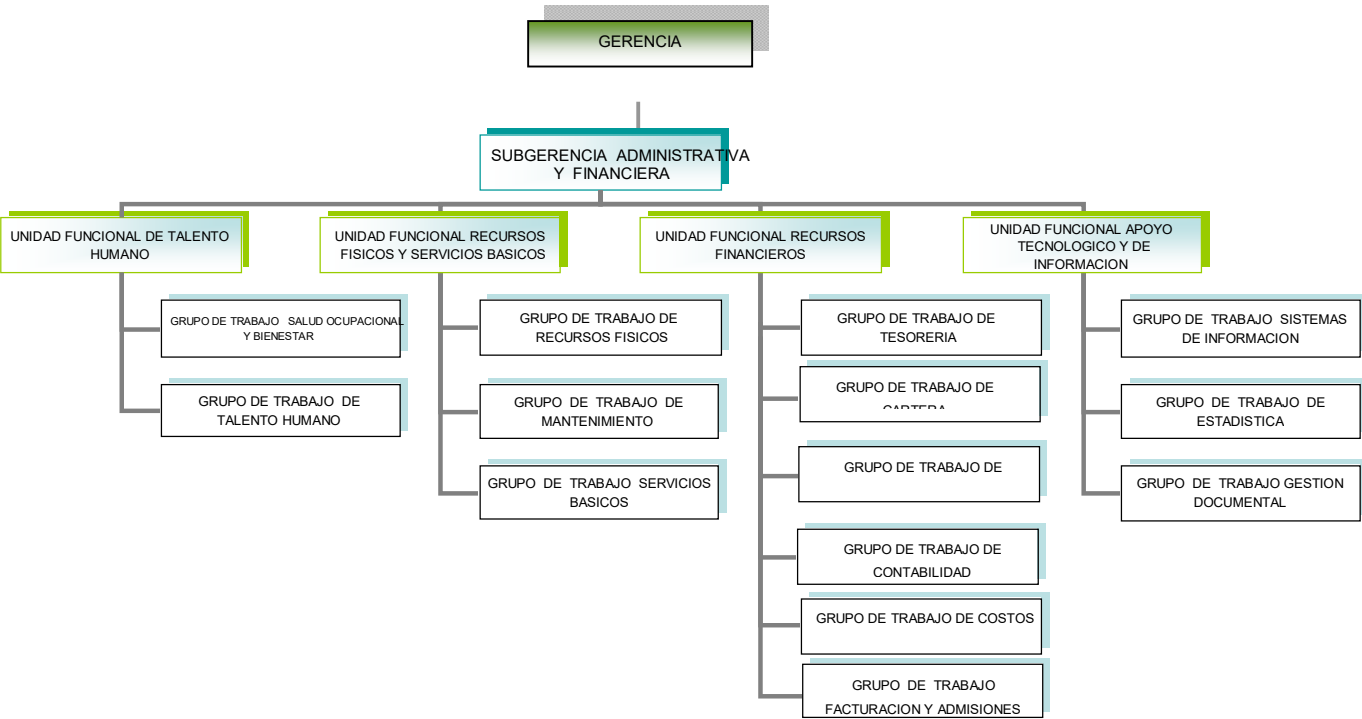 GERENCIA
SUBGERENCIA ADMINISTRATIVA
Y FINANCIERA
UNIDAD FUNCIONAL DE TALENTO
HUMANO
UNIDAD FUNCIONAL RECURSOS
FISICOS Y SERVICIOS BASICOS
UNIDAD FUNCIONAL RECURSOS
FINANCIEROS
UNIDAD FUNCIONAL APOYO
TECNOLOGICO Y DE
INFORMACION
GRUPO DE TRABAJO SALUD OCUPACIONAL
Y BIENESTAR
GRUPO DE TRABAJO DE
TALENTO HUMANO
GRUPO DE TRABAJO DE
RECURSOS FISICOS
GRUPO DE TRABAJO DE
MANTENIMIENTO
GRUPO DE TRABAJO SERVICIOS
BASICOS
GRUPO DE TRABAJO DE
TESORERIA
GRUPO DE TRABAJO DE
CARTERA
GRUPO DE TRABAJO DE
GRUPO DE TRABAJO DE
CONTABILIDAD
GRUPO DE TRABAJO DE COSTOS
GRUPO DE TRABAJO
FACTURACION Y ADMISIONES
GRUPO DE TRABAJO SISTEMAS
DE INFORMACION
GRUPO DE TRABAJO DE
ESTADISTICA
GRUPO DE TRABAJO GESTION
DOCUMENTAL